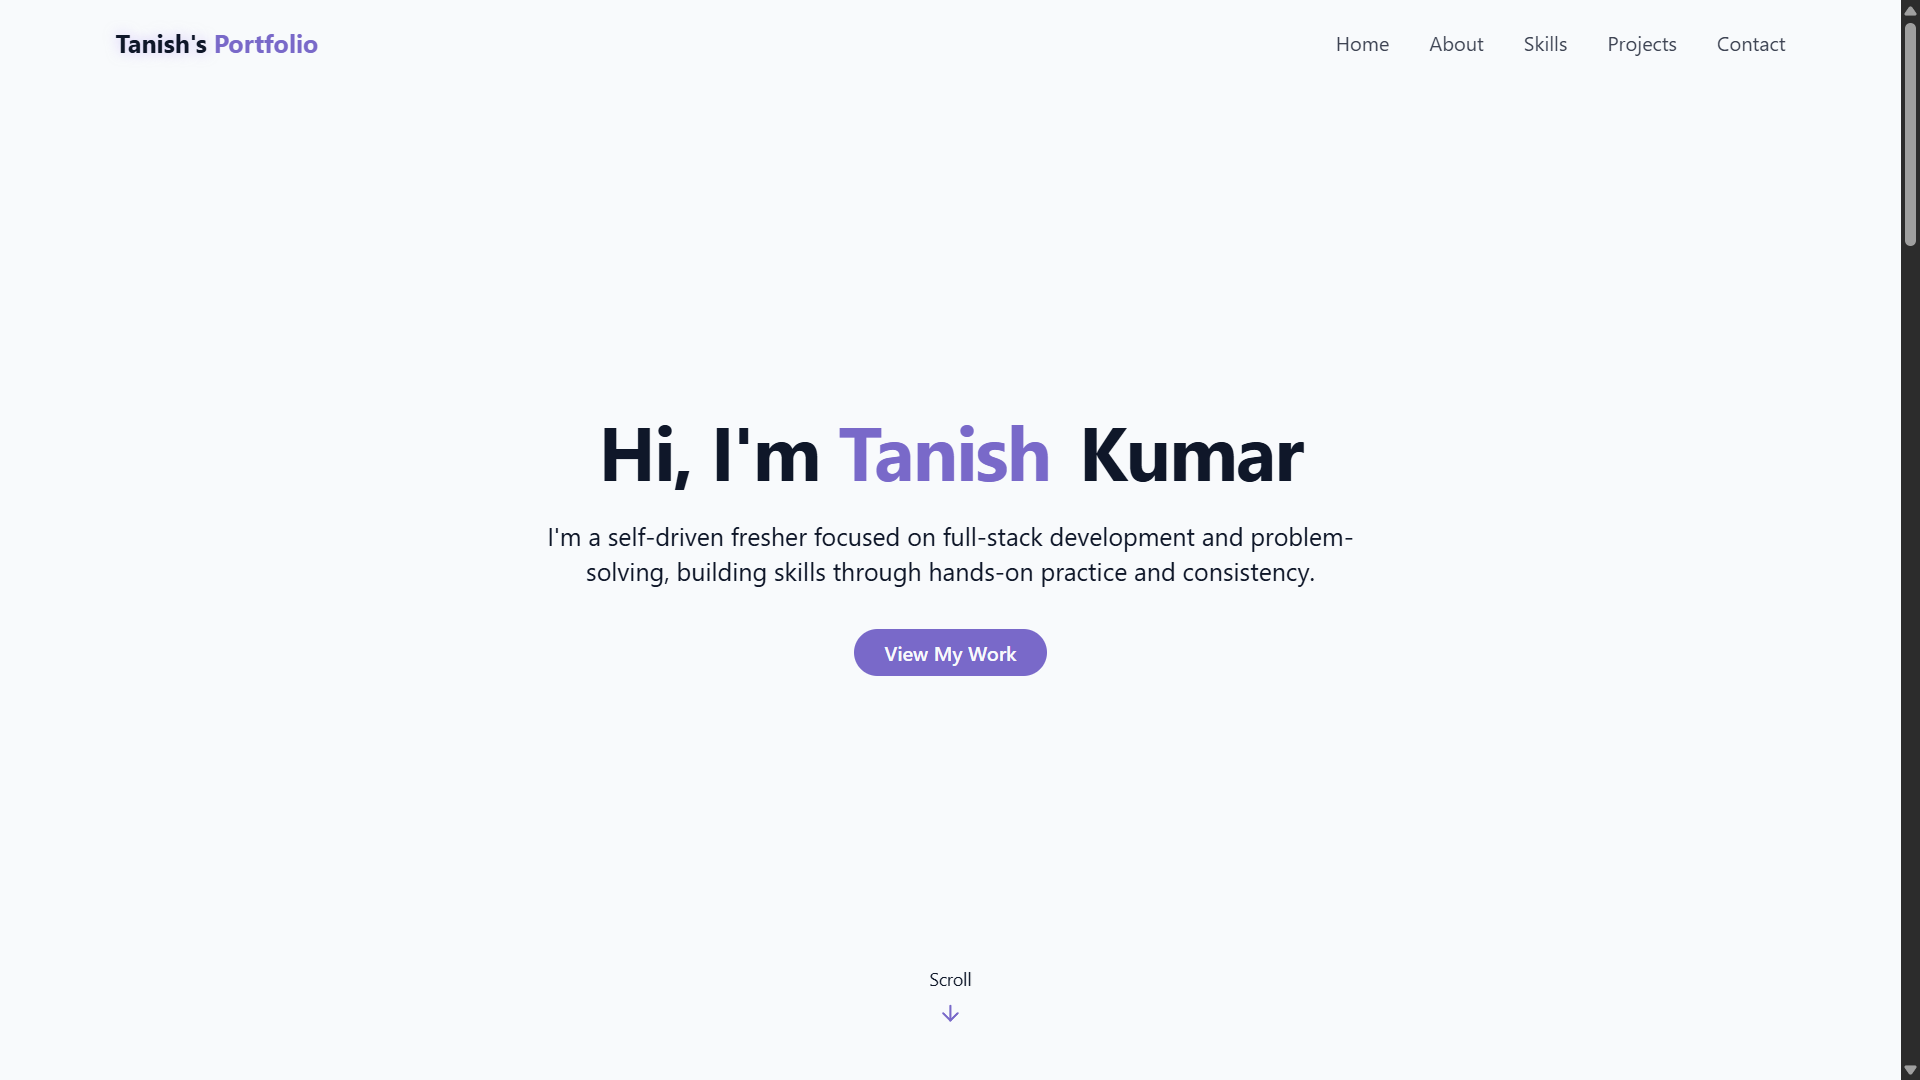 Tanish's Portfolio
Home About Skills Projects Contact
Hi, I'm Tanish Kumar
I'm a self-driven fresher focused on full-stack development and problem-
solving, building skills through hands-on practice and consistency.
View My Work
Scroll